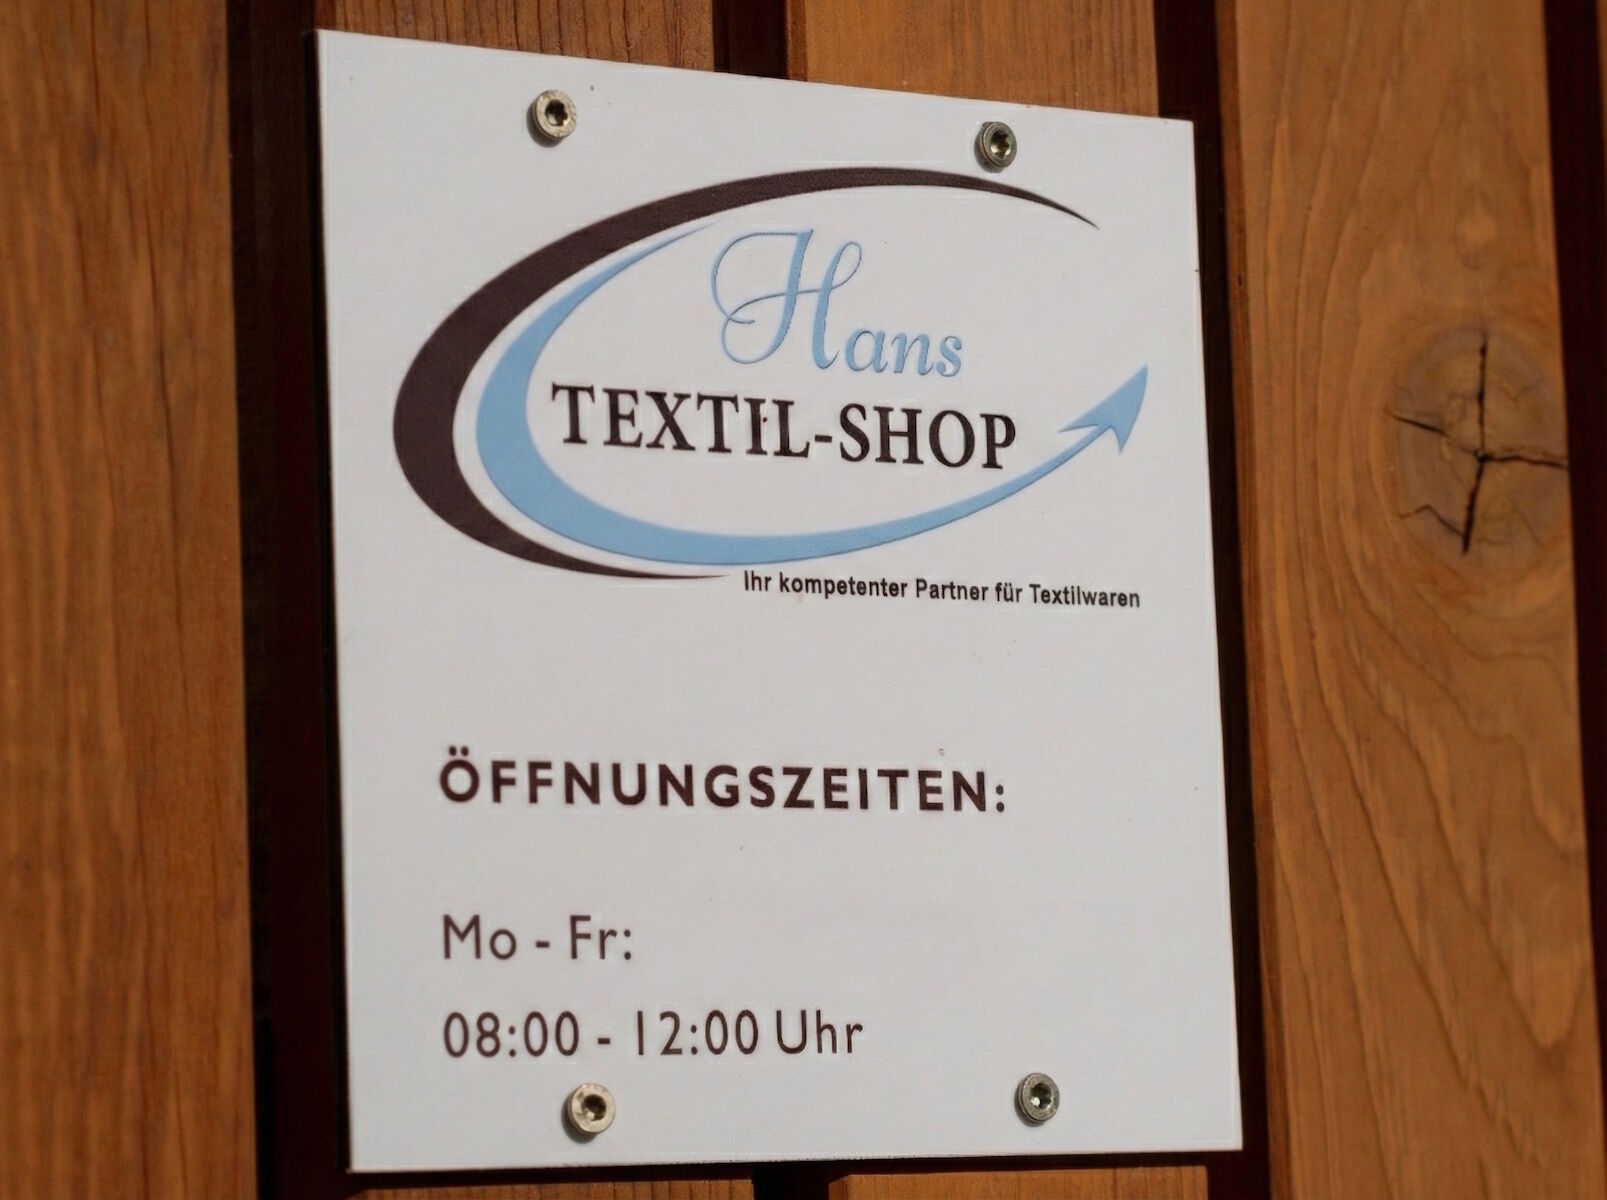 Hans
TEXTIL-SHOP
Ihr kompetenter Partner für Textilwaren
ÖFFNUNGSZEITEN:
Mo - Fr:
08:00 - 12:00 Uhr